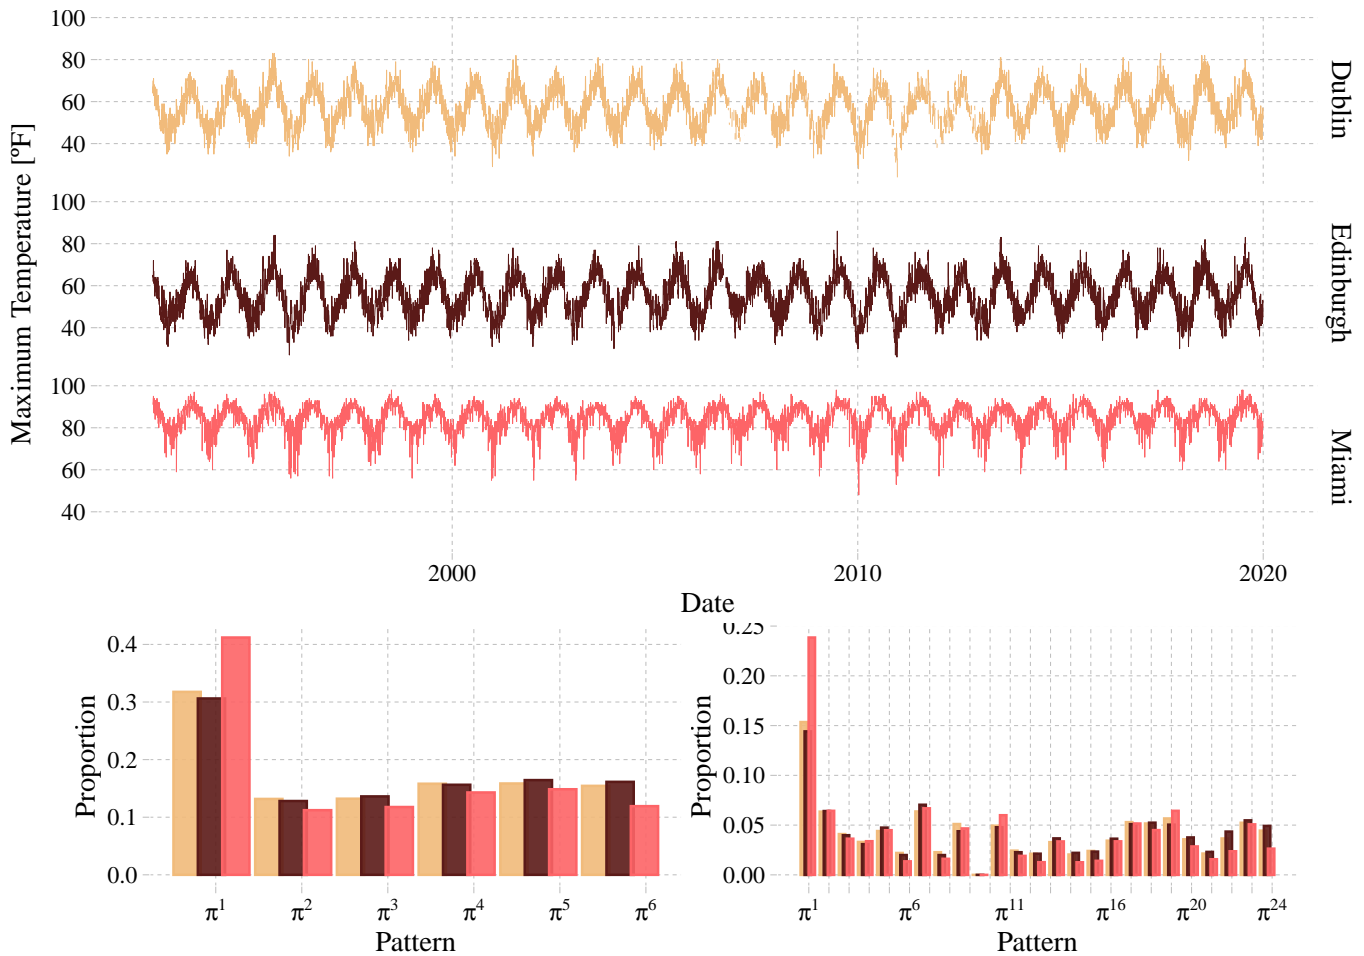 Maximum Temperature [°F]
100
80
60
40
Dublin
100
80
60
40
Edinburgh
100
80
60
40
Miami
2000 2010 2020
Date
Proportion
0.4
0.3
0.2
0.1
0.0
π1 π2 π3 π4 π5 π6
Pattern
Proportion
0.25
0.20
0.15
0.10
0.05
0.00
π1 π6 π11 π16 π20 π24
Pattern